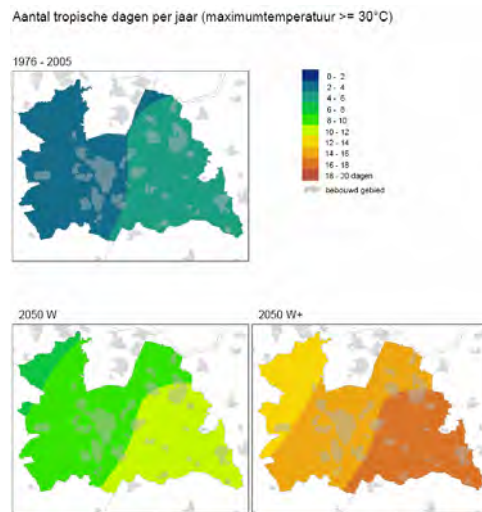 Aantal tropische dagen per jaar (maximumtemperatuur >= 30°C)
1976 - 2005
0 - 2
2 - 4
4 - 6
6 - 8
8 - 10
10 - 12
12 - 14
14 - 16
16 - 18
18 - 20 dagen
bebouwd gebied
2050 W
2050 W+